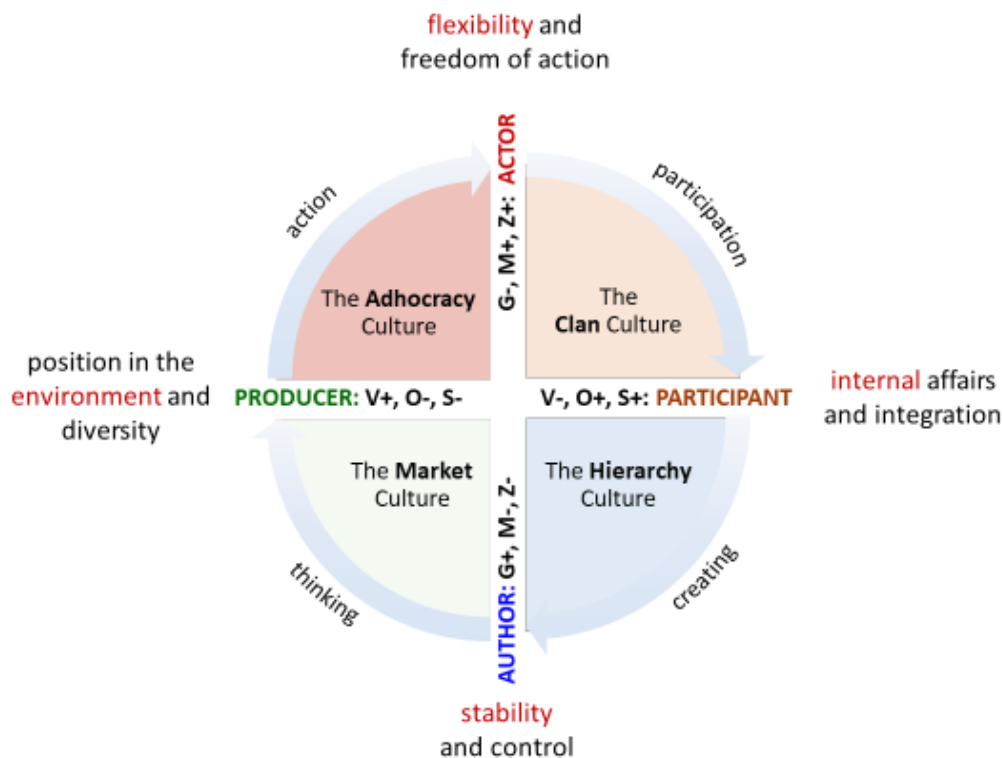 flexibility and
freedom of action
action
participation
G-, M+, Z+: ACTOR
The Adhocracy
Culture
The
Clan Culture
position in the
environment and
diversity
PRODUCER: V+, O-, S-
V-, O+, S+: PARTICIPANT
internal affairs
and integration
The Market
Culture
The Hierarchy
Culture
AUTHOR: G+, M-, Z-
thinking
creating
stability
and control